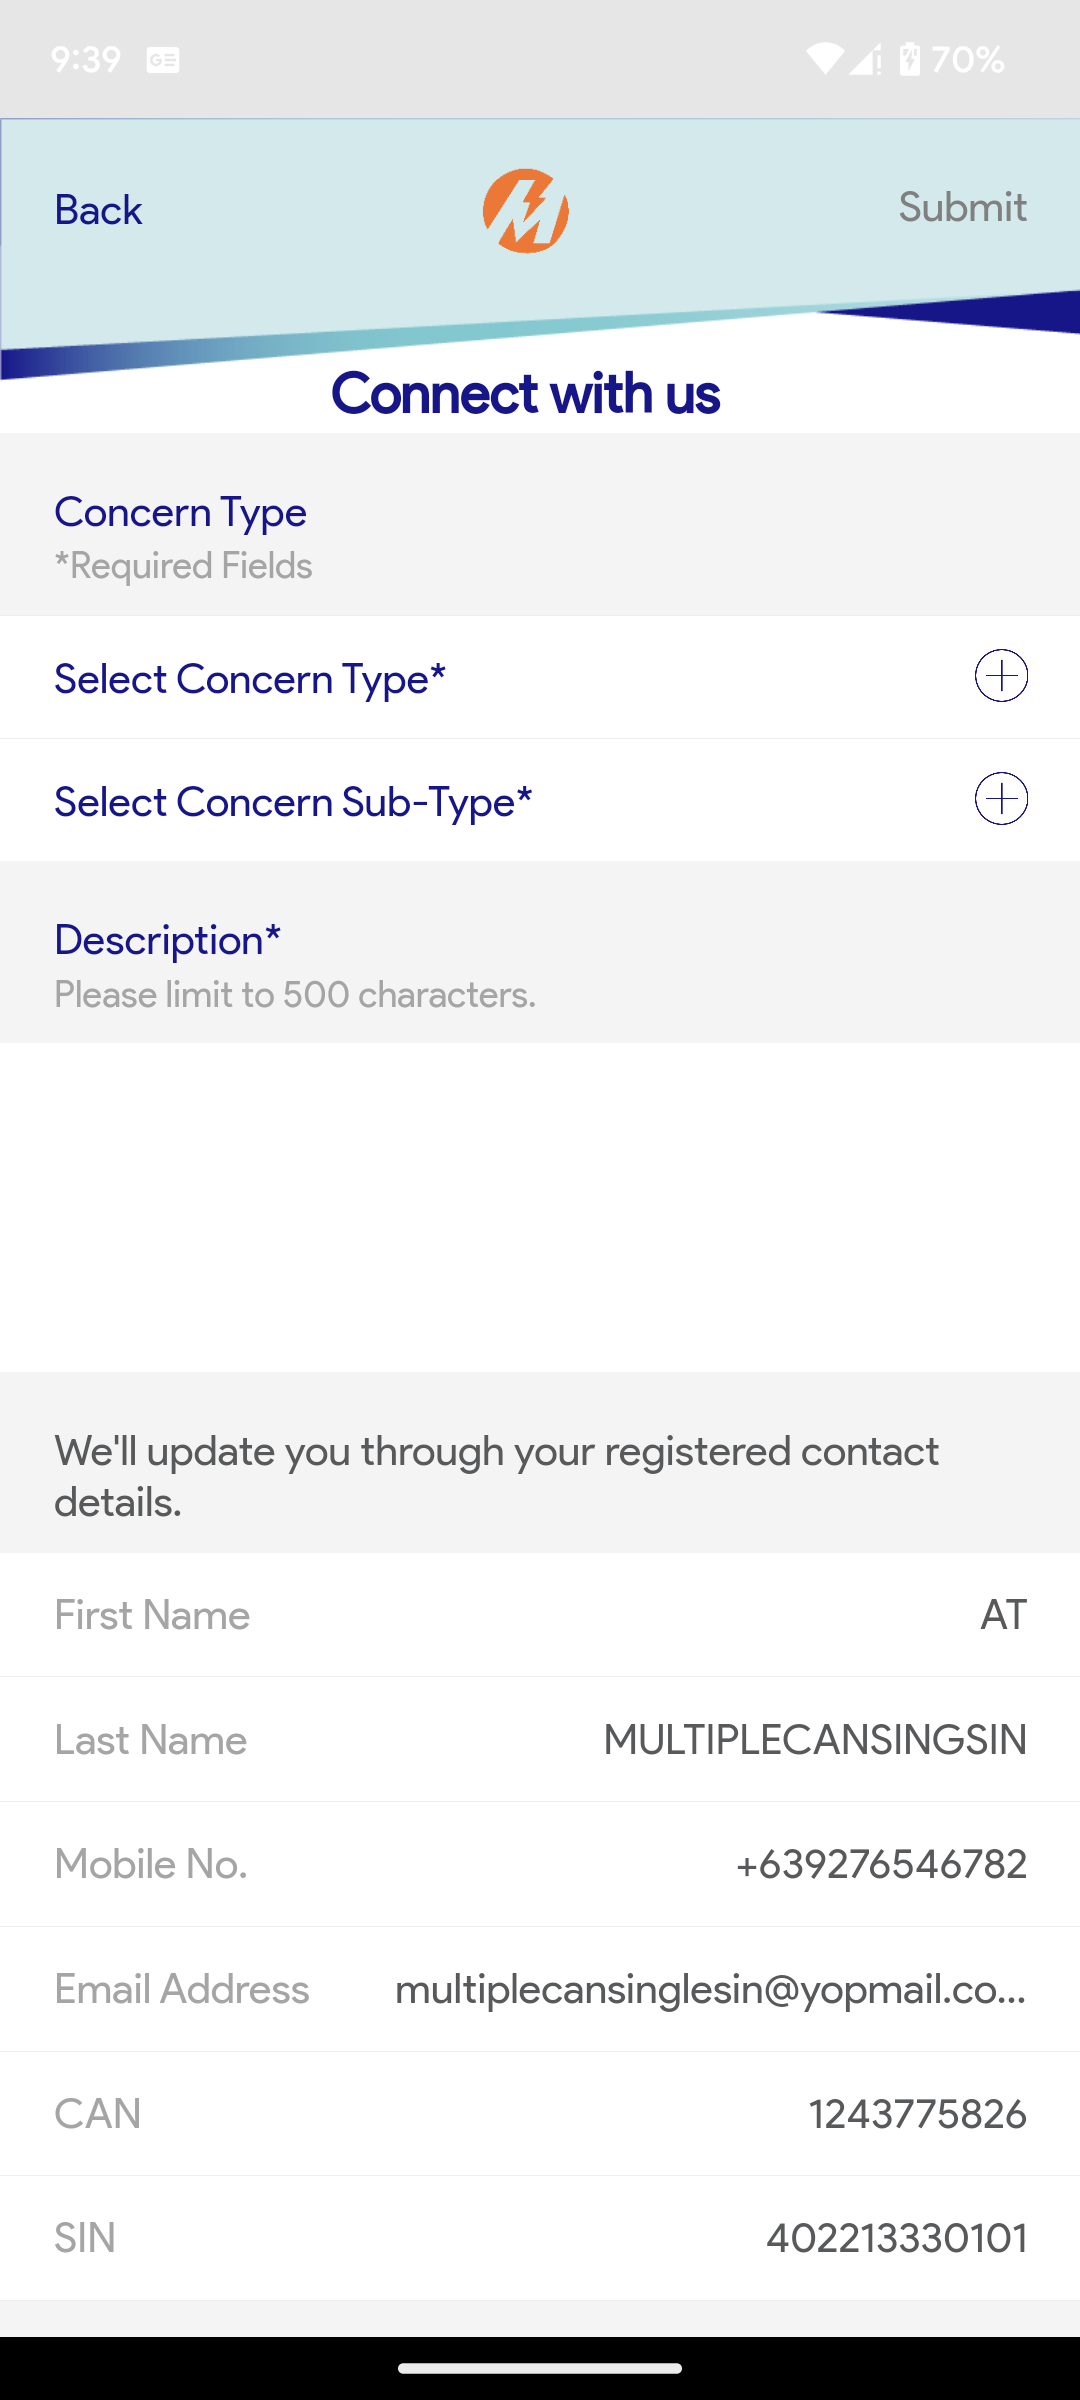 9:39
70%
Back
Submit
Connect with us
Concern Type
*Required Fields
Select Concern Type*
Select Concern Sub-Type*
Description*
Please limit to 500 characters.
We'll update you through your registered contact
details.
First Name AT
Last Name MULTIPLECANSINGSIN
Mobile No. +639276546782
Email Address multiplecansinglesin@yopmail.co...
CAN 1243775826
SIN 402213330101